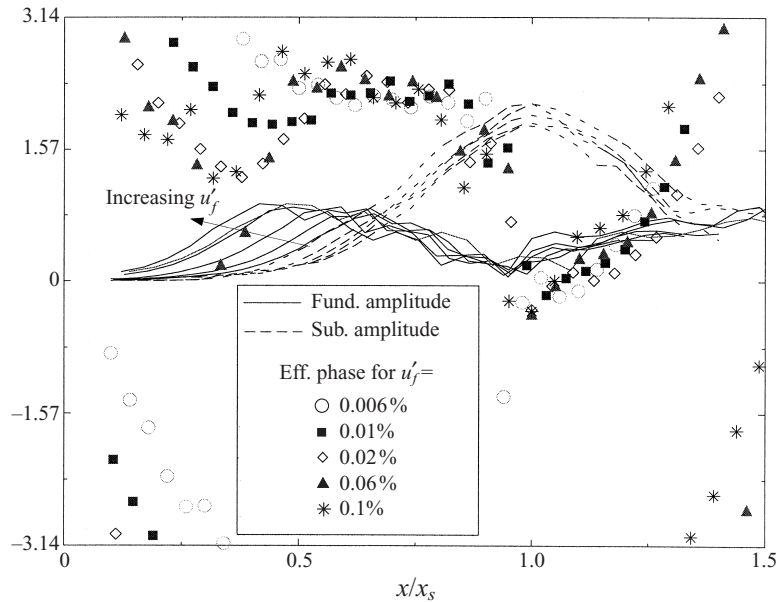 3.14
1.57
Increasing u′f
0
Fund. amplitude
Sub. amplitude
Eff. phase for u′f =
0.006%
0.01%
0.02%
0.06%
0.1%
−1.57
−3.14
0 0.5 1.0 1.5
x/xs